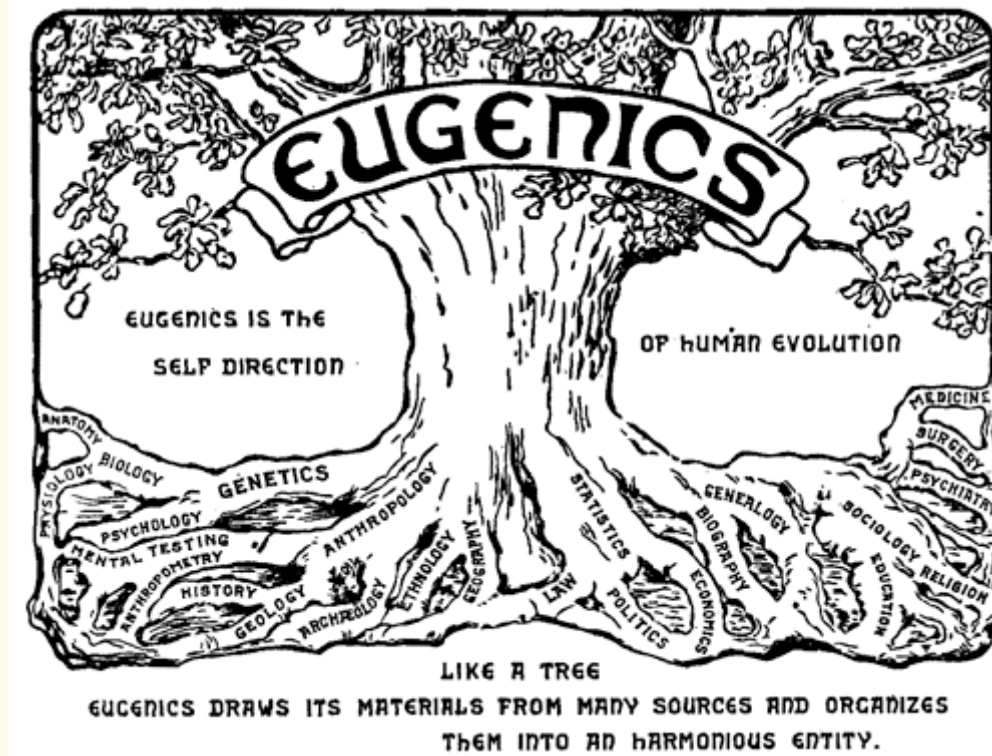 EUGENICS
EUGENICS IS THE
SELF DIRECTION
OF HUMAN EVOLUTION
ANATOMY
BIOLOGY
PHYSIOLOGY
GENETICS
PSYCHOLOGY
MENTAL TESTING
ANTHROPOMETRY
HISTORY
GEOLOGY
ANTHROPOLOGY
ARCHÆOLOGY
ETHNOLOGY
GEOGRAPHY
LAW
STATISTICS
POLITICS
ECONOMICS
BIOGRAPHY
GENEALOGY
EDUCATION
SOCIOLOGY
RELIGION
PSYCHIATRY
SURGERY
MEDICINE
LIKE A TREE
EUGENICS DRAWS ITS MATERIALS FROM MANY SOURCES AND ORGANIZES
THEM INTO AN HARMONIOUS ENTITY.